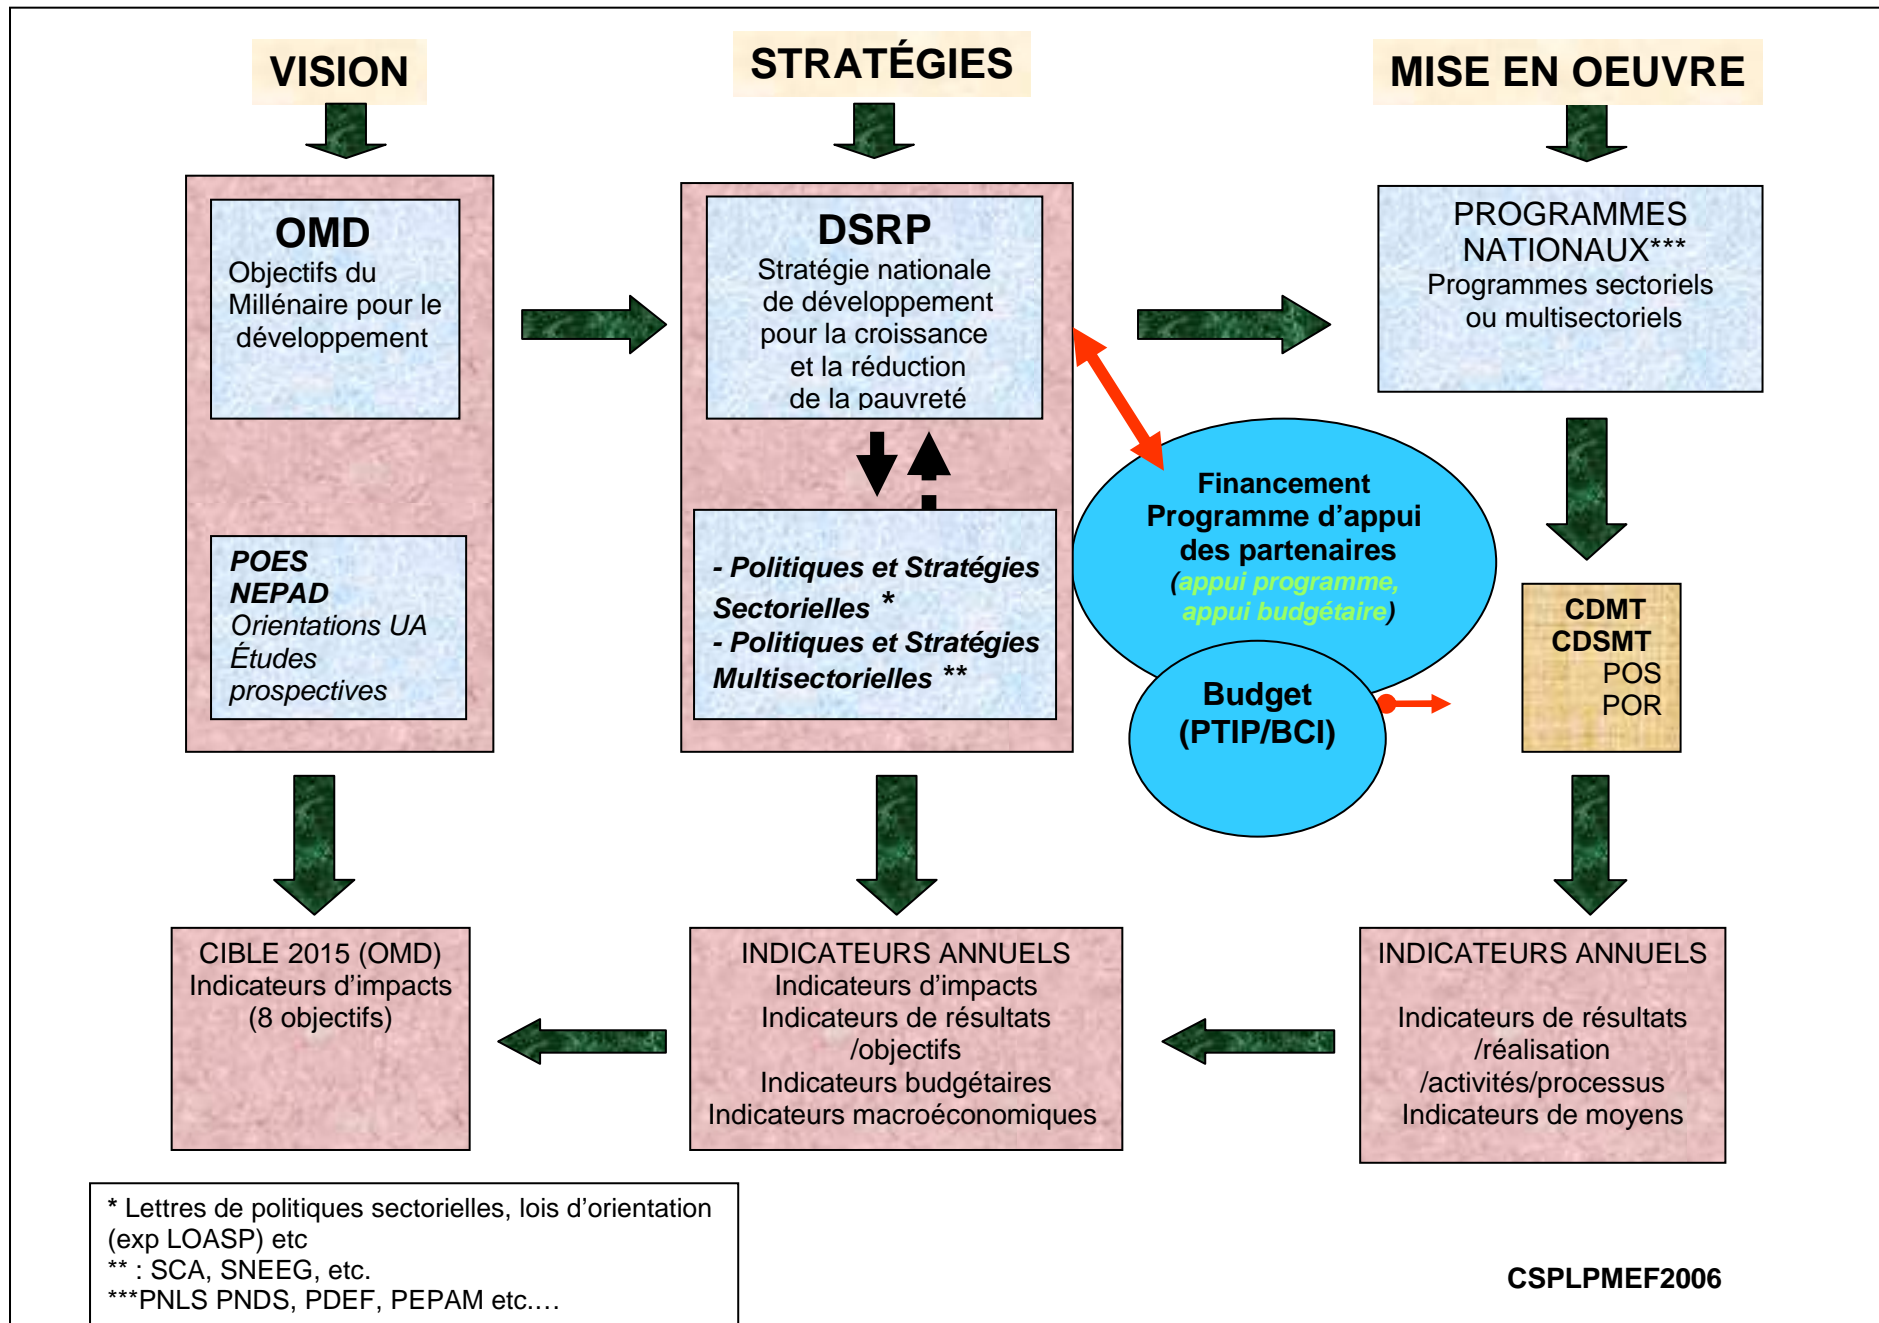 VISION
STRATÉGIES
MISE EN OEUVRE
OMD
Objectifs du
Millénaire pour le
développement
POES
NEPAD
Orientations UA
Études
prospectives
DSRP
Stratégie nationale
de développement
pour la croissance
et la réduction
de la pauvreté
- Politiques et Stratégies
Sectorielles *
- Politiques et Stratégies
Multisectorielles **
PROGRAMMES
NATIONAUX***
Programmes sectoriels
ou multisectoriels
Financement
Programme d’appui
des partenaires
(appui programme,
appui budgétaire)
Budget
(PTIP/BCI)
CDMT
CDSMT
POS
POR
CIBLE 2015 (OMD)
Indicateurs d’impacts
(8 objectifs)
INDICATEURS ANNUELS
Indicateurs d’impacts
Indicateurs de résultats
/objectifs
Indicateurs budgétaires
Indicateurs macroéconomiques
INDICATEURS ANNUELS
Indicateurs de résultats
/réalisation
/activités/processus
Indicateurs de moyens
* Lettres de politiques sectorielles, lois d’orientation
(exp LOASP) etc
** : SCA, SNEEG, etc.
***PNLS PNDS, PDEF, PEPAM etc.…
CSPLPMEF2006